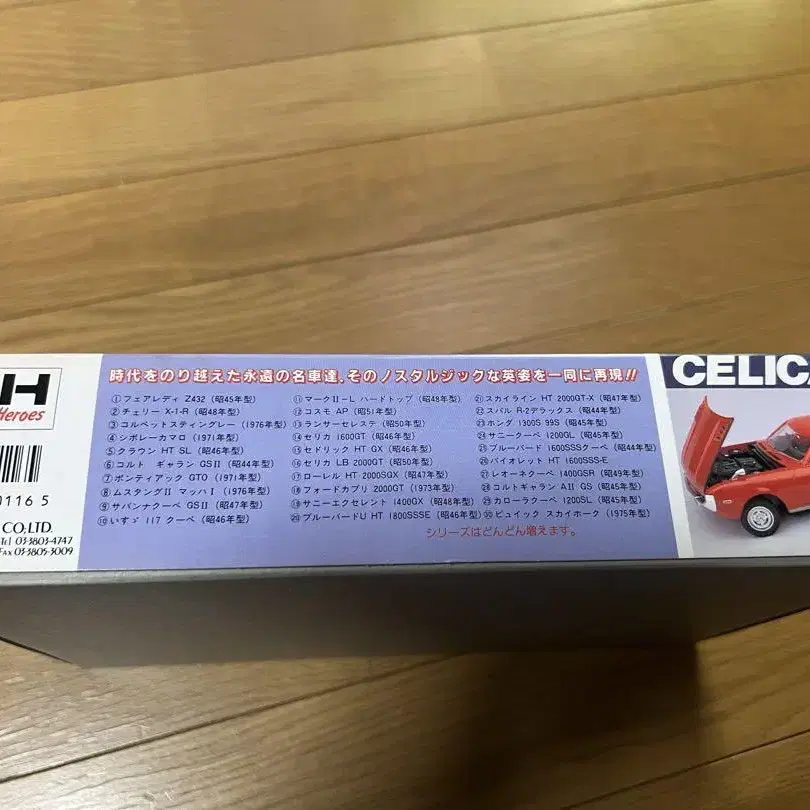 H
Heroes
0116 5
CO.,LTD.
Tel 03-3803-4747
FAX 03-3805-3009
時代をのり越えた永遠の名車達、そのノスタルジックな英姿を一同に再現!!
①フェアレディ Z432 (昭45年型)
②チェリー X-1-R (昭48年型)
③コルベットスティングレー (1976年型)
④シボレーカマロ (1971年型)
⑤クラウン HT SL (昭46年型)
⑥コルト ギャラン GSⅡ (昭44年型)
⑦ポンティアック GTO (1971年型)
⑧ムスタングⅡ マッハⅠ (1976年型)
⑨サバンナクーペ GSⅡ (昭47年型)
⑩いすゞ 117 クーペ (昭46年型)
⑪マークⅡ-L ハードトップ (昭48年型)
⑫コスモ AP (昭51年型)
⑬ランサーセレステ (昭50年型)
⑭セリカ 1600GT (昭46年型)
⑮セドリック HT GX (昭46年型)
⑯セリカ LB 2000GT (昭50年型)
⑰ローレル HT 2000SGX (昭47年型)
⑱フォードカプリ 2000GT (1973年型)
⑲サニーエクセレント 1400GX (昭48年型)
⑳ブルーバードU HT 1800SSSE (昭46年型)
㉑スカイライン HT 2000GT-X (昭47年型)
㉒スバル R-2デラックス (昭44年型)
㉓ホンダ 1300S 99S (昭45年型)
㉔サニークーペ 1200GL (昭45年型)
㉕ブルーバード 1600SSSクーペ (昭44年型)
㉖バイオレット HT 1600SSS-E
㉗レオーネクーペ 1400GSR (昭49年型)
㉘コルトギャラン AⅡ GS (昭45年型)
㉙カローラクーペ 1200SL (昭45年型)
㉚ビュイック スカイホーク (1975年型)
シリーズはどんどん増えます。
CELICA